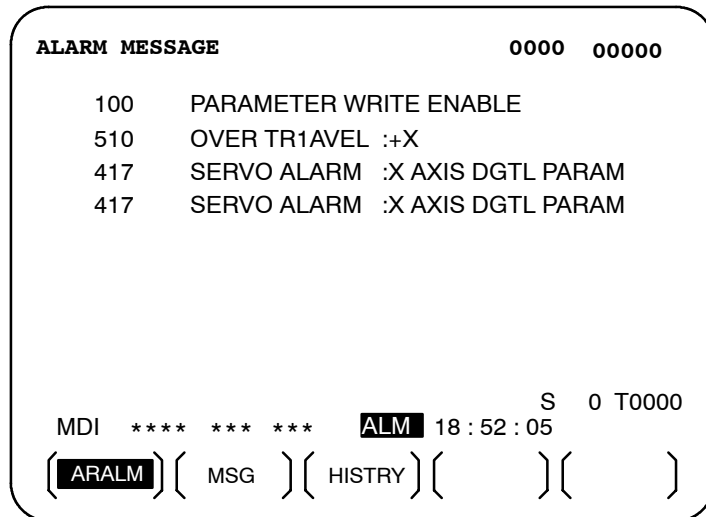 ALARM MESSAGE 0000 00000
100 PARAMETER WRITE ENABLE
510 OVER TR1AVEL :+X
417 SERVO ALARM :X AXIS DGTL PARAM
417 SERVO ALARM :X AXIS DGTL PARAM
S 0 T0000
MDI **** *** *** ALM 18 : 52 : 05
ARALM MSG HISTRY